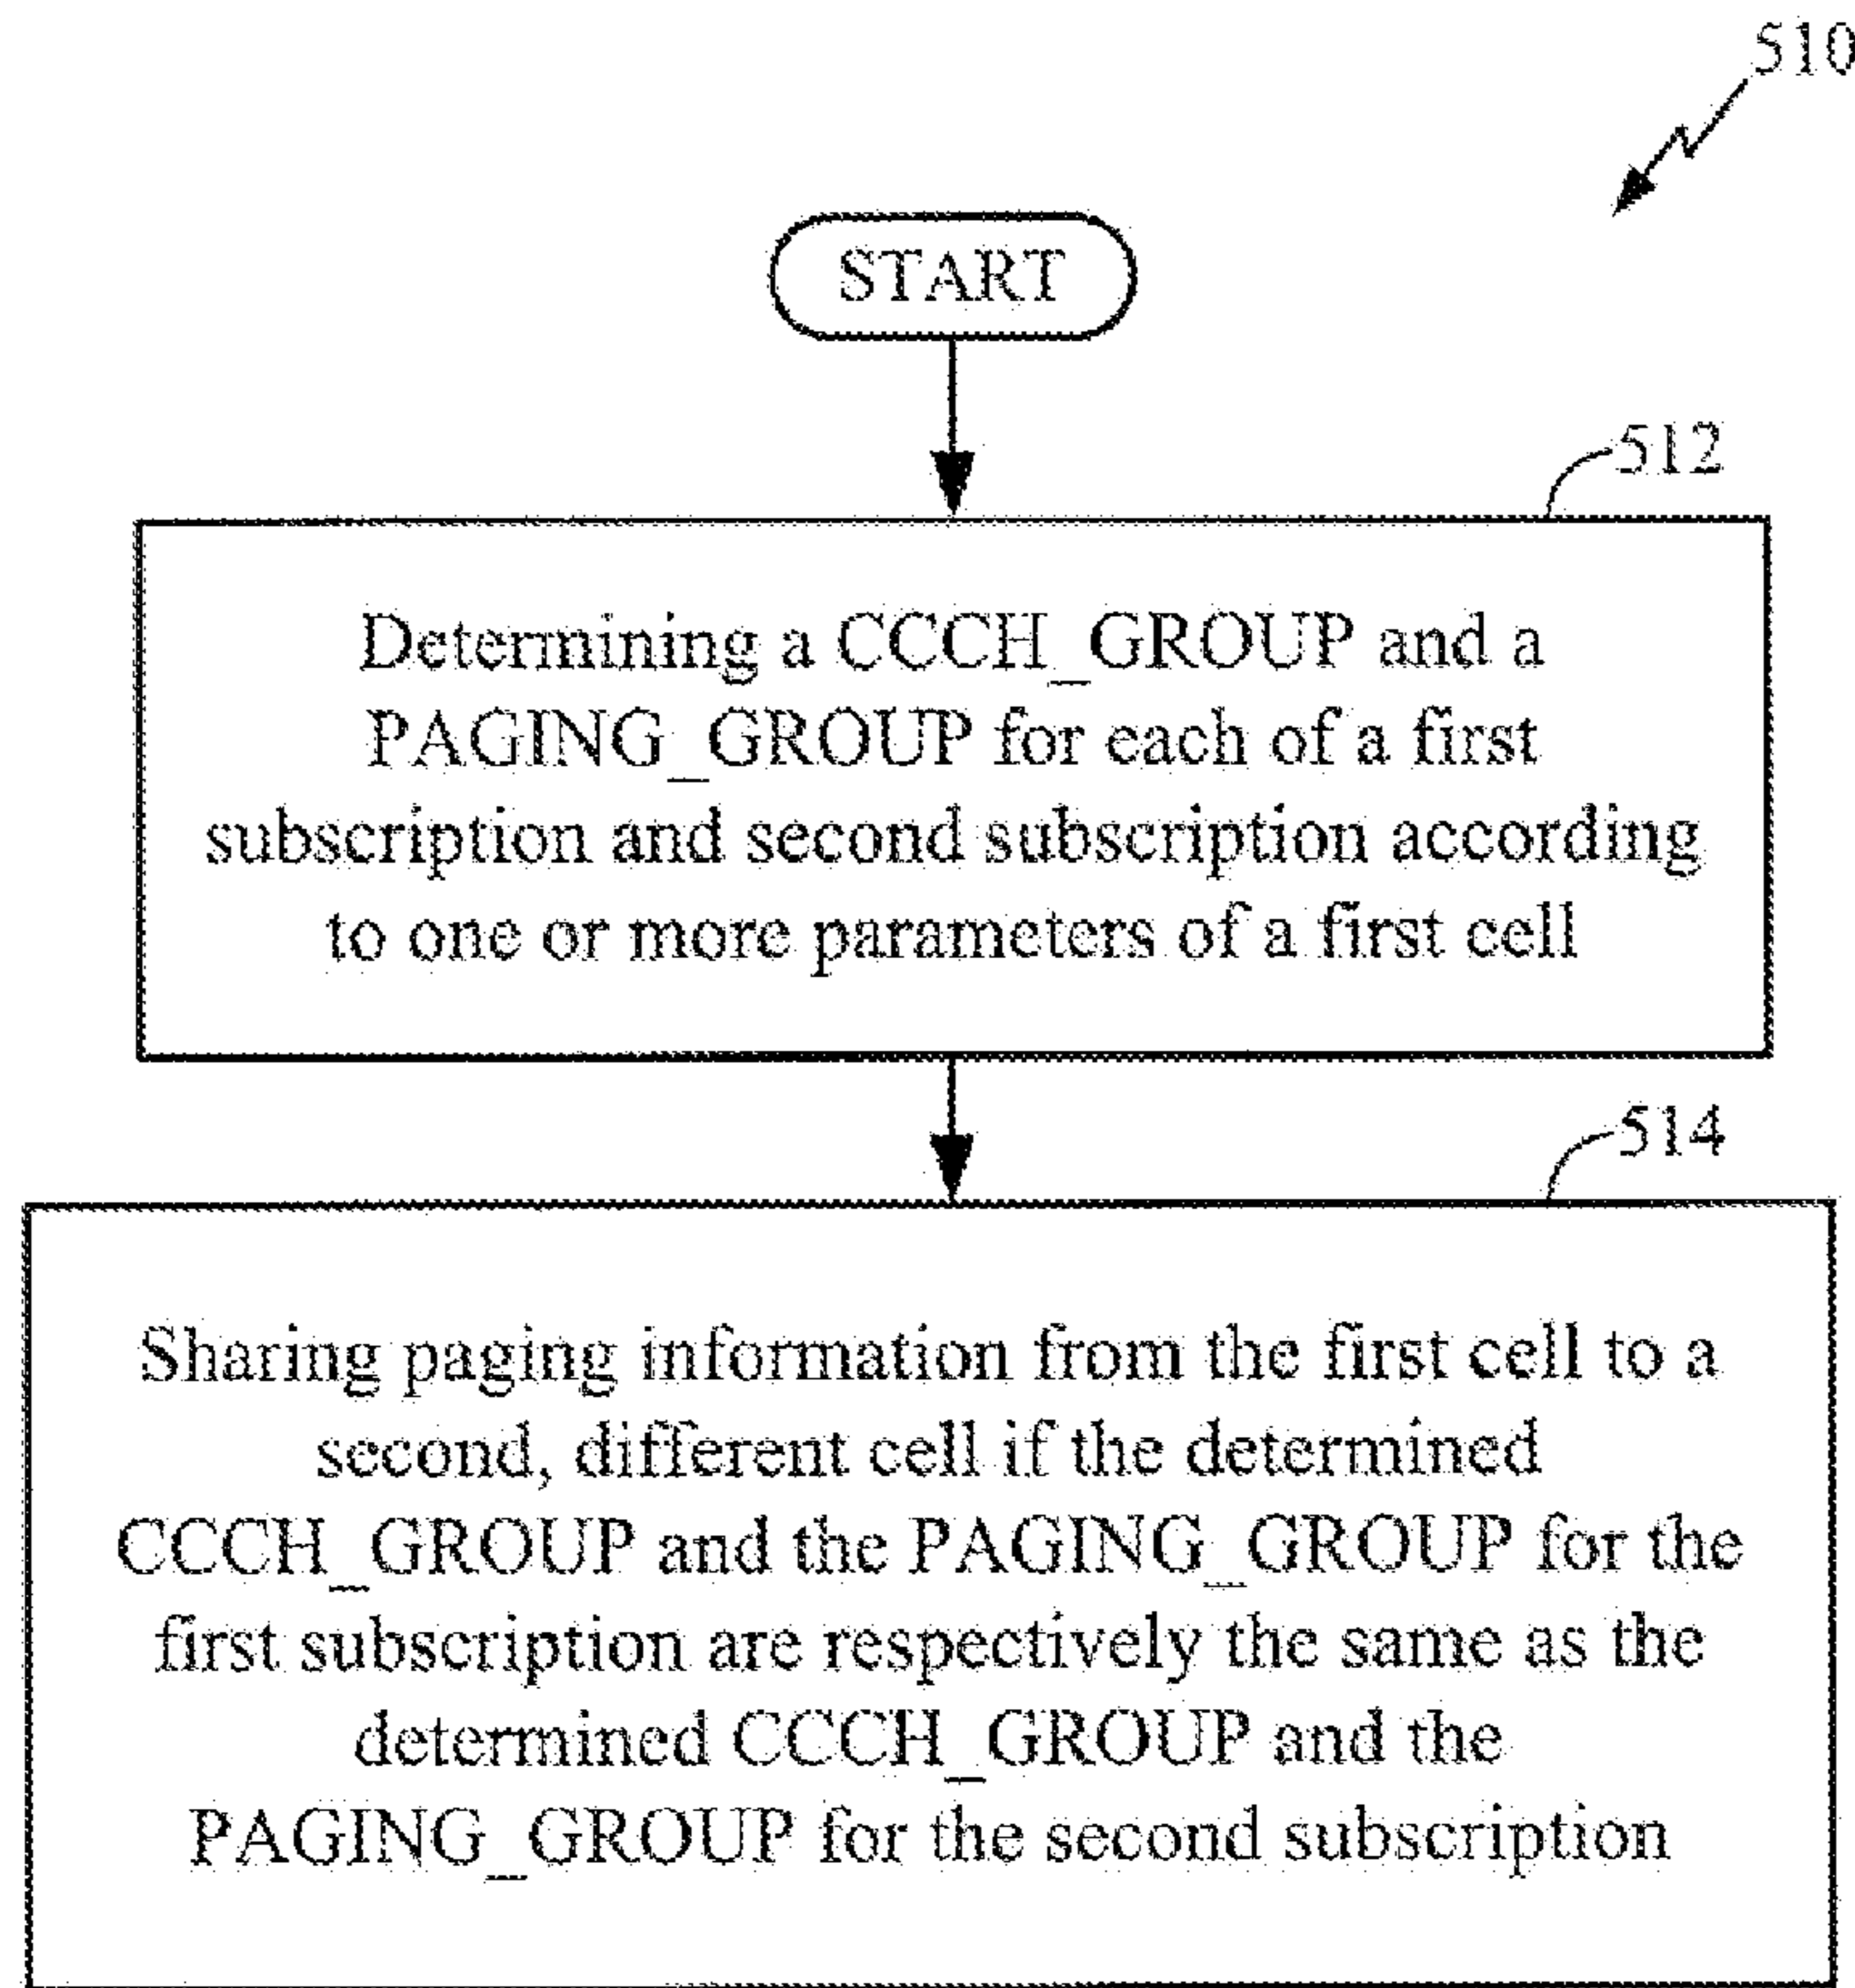 510
START
512
Determining a CCCH_GROUP and a
PAGING_GROUP for each of a first
subscription and second subscription according
to one or more parameters of a first cell
514
Sharing paging information from the first cell to a
second, different cell if the determined
CCCH_GROUP and the PAGING_GROUP for the
first subscription are respectively the same as the
determined CCCH_GROUP and the
PAGING_GROUP for the second subscription